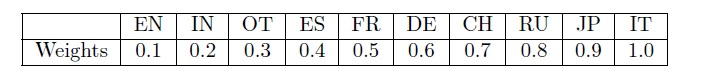 EN IN OT ES FR DE CH RU JP IT
Weights 0.1 0.2 0.3 0.4 0.5 0.6 0.7 0.8 0.9 1.0